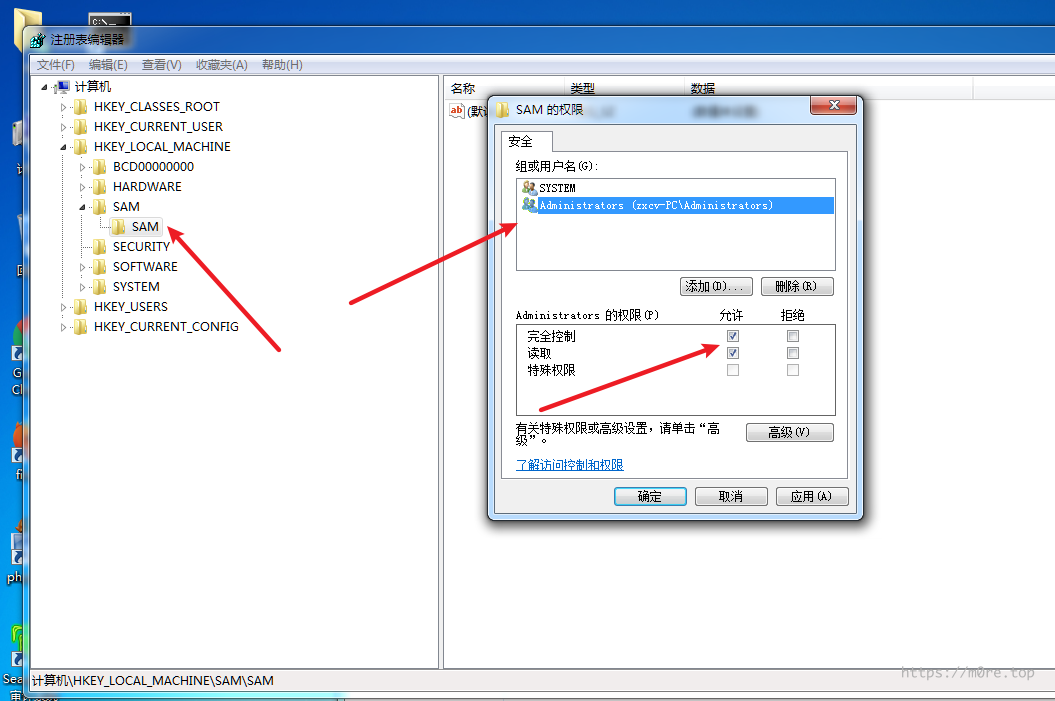 C:\_
注册表编辑器
文件(F) 编辑(E) 查看(V) 收藏夹(A) 帮助(H)
计算机
HKEY_CLASSES_ROOT
HKEY_CURRENT_USER
HKEY_LOCAL_MACHINE
BCD00000000
HARDWARE
SAM
SAM
SECURITY
SOFTWARE
SYSTEM
HKEY_USERS
HKEY_CURRENT_CONFIG
名称 类型 数据
ab (默
SAM 的权限
安全
组或用户名(G):
SYSTEM
Administrators (zxcv-PC\Administrators)
添加(D)... 删除(R)
Administrators 的权限(P) 允许 拒绝
完全控制
读取
特殊权限
有关特殊权限或高级设置，请单击“高
级”。
高级(V)
了解访问控制和权限
确定 取消 应用(A)
G
Cl
fi
ph
Sea
计算机\HKEY_LOCAL_MACHINE\SAM\SAM
https://m0re.top